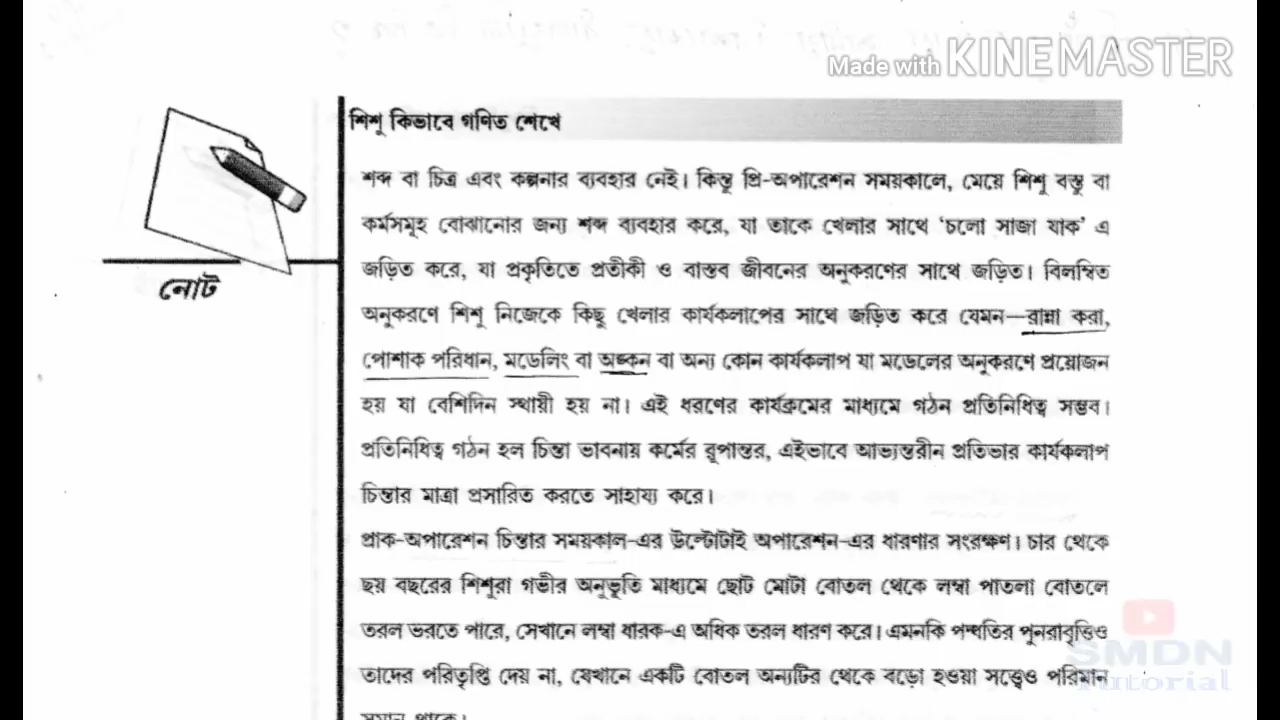 Made with KINEMASTER
শিশু কিভাবে গণিত শেখে
শব্দ বা চিত্র এবং কল্পনার ব্যবহার নেই। কিন্তু প্রি-অপারেশন সময়কালে, মেয়ে শিশু বস্তু বা
কর্মসমূহ বোঝানোর জন্য শব্দ ব্যবহার করে, যা তাকে খেলার সাথে ‘চলো সাজা যাক’ এ
জড়িত করে, যা প্রকৃতিতে প্রতীকী ও বাস্তব জীবনের অনুকরণের সাথে জড়িত। বিলম্বিত
নোট
অনুকরণে শিশু নিজেকে কিছু খেলার কার্যকলাপের সাথে জড়িত করে যেমন—রান্না করা,
পোশাক পরিধান, মডেলিং বা অঙ্কন বা অন্য কোন কার্যকলাপ যা মডেলের অনুকরণে প্রয়োজন
হয় যা বেশিদিন স্থায়ী হয় না। এই ধরণের কার্যক্রমের মাধ্যমে গঠন প্রতিনিধিত্ব সম্ভব।
প্রতিনিধিত্ব গঠন হল চিন্তা ভাবনায় কর্মের রূপান্তর, এইভাবে আভ্যন্তরীন প্রতিভার কার্যকলাপ
চিন্তার মাত্রা প্রসারিত করতে সাহায্য করে।
প্রাক-অপারেশন চিন্তার সময়কাল-এর উল্টোটাই অপারেশন-এর ধারণার সংরক্ষণ। চার থেকে
ছয় বছরের শিশুরা গভীর অনুভূতি মাধ্যমে ছোট মোটা বোতল থেকে লম্বা পাতলা বোতলে
তরল ভরতে পারে, সেখানে লম্বা ধারক-এ অধিক তরল ধারণ করে। এমনকি পদ্ধতির পুনরাবৃত্তিও
তাদের পরিতৃপ্তি দেয় না, যেখানে একটি বোতল অন্যটির থেকে বড়ো হওয়া সত্ত্বেও পরিমান
সমান থাকে।
SMDN
Tutorial